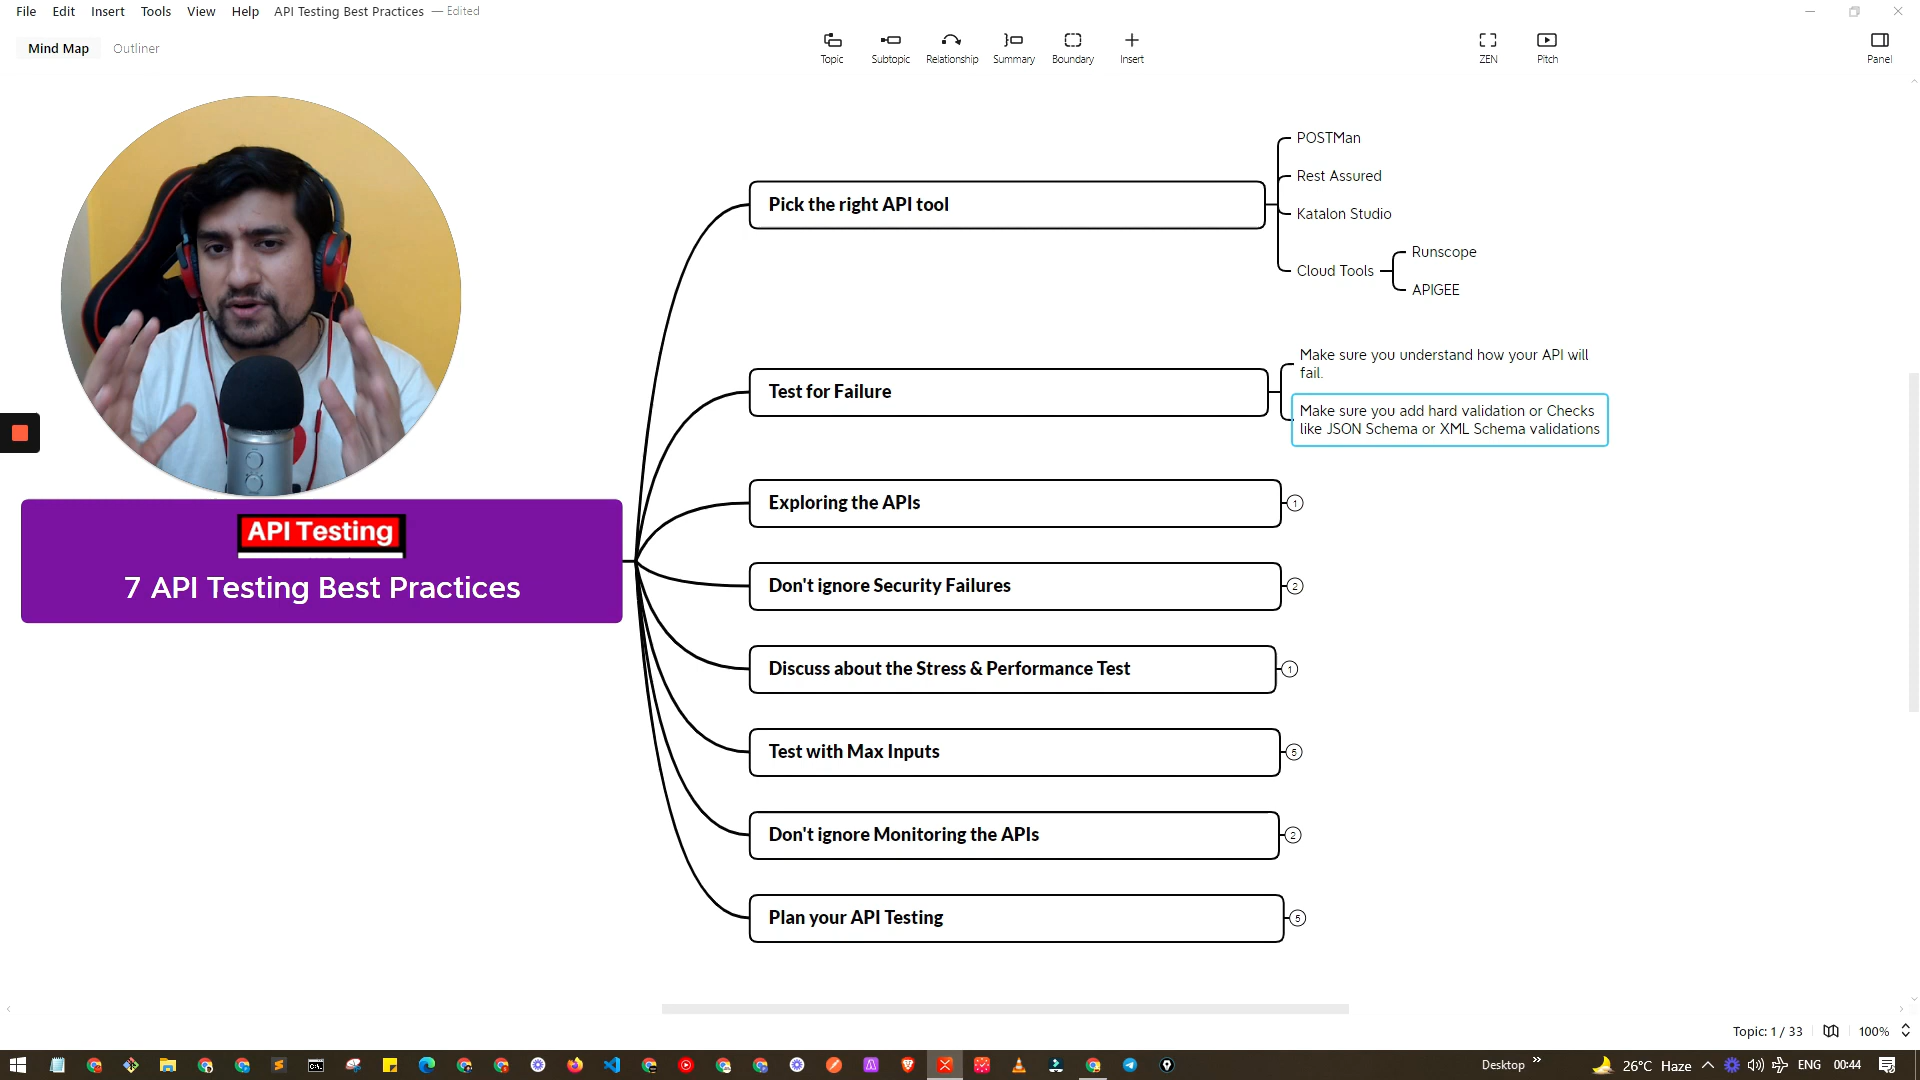 File Edit Insert Tools View Help API Testing Best Practices — Edited
Mind Map Outliner
Topic Subtopic Relationship Summary Boundary Insert
ZEN Pitch
Panel
POSTMan
Rest Assured
Katalon Studio
Cloud Tools
Runscope
APIGEE
Pick the right API tool
Make sure you understand how your API will
fail.
Make sure you add hard validation or Checks
like JSON Schema or XML Schema validations
Test for Failure
Exploring the APIs 1
Don't ignore Security Failures 2
Discuss about the Stress & Performance Test 1
Test with Max Inputs 5
Don't ignore Monitoring the APIs 2
Plan your API Testing 5
API Testing
7 API Testing Best Practices
Topic: 1 / 33 100%
Desktop 26°C Haze ENG 00:44